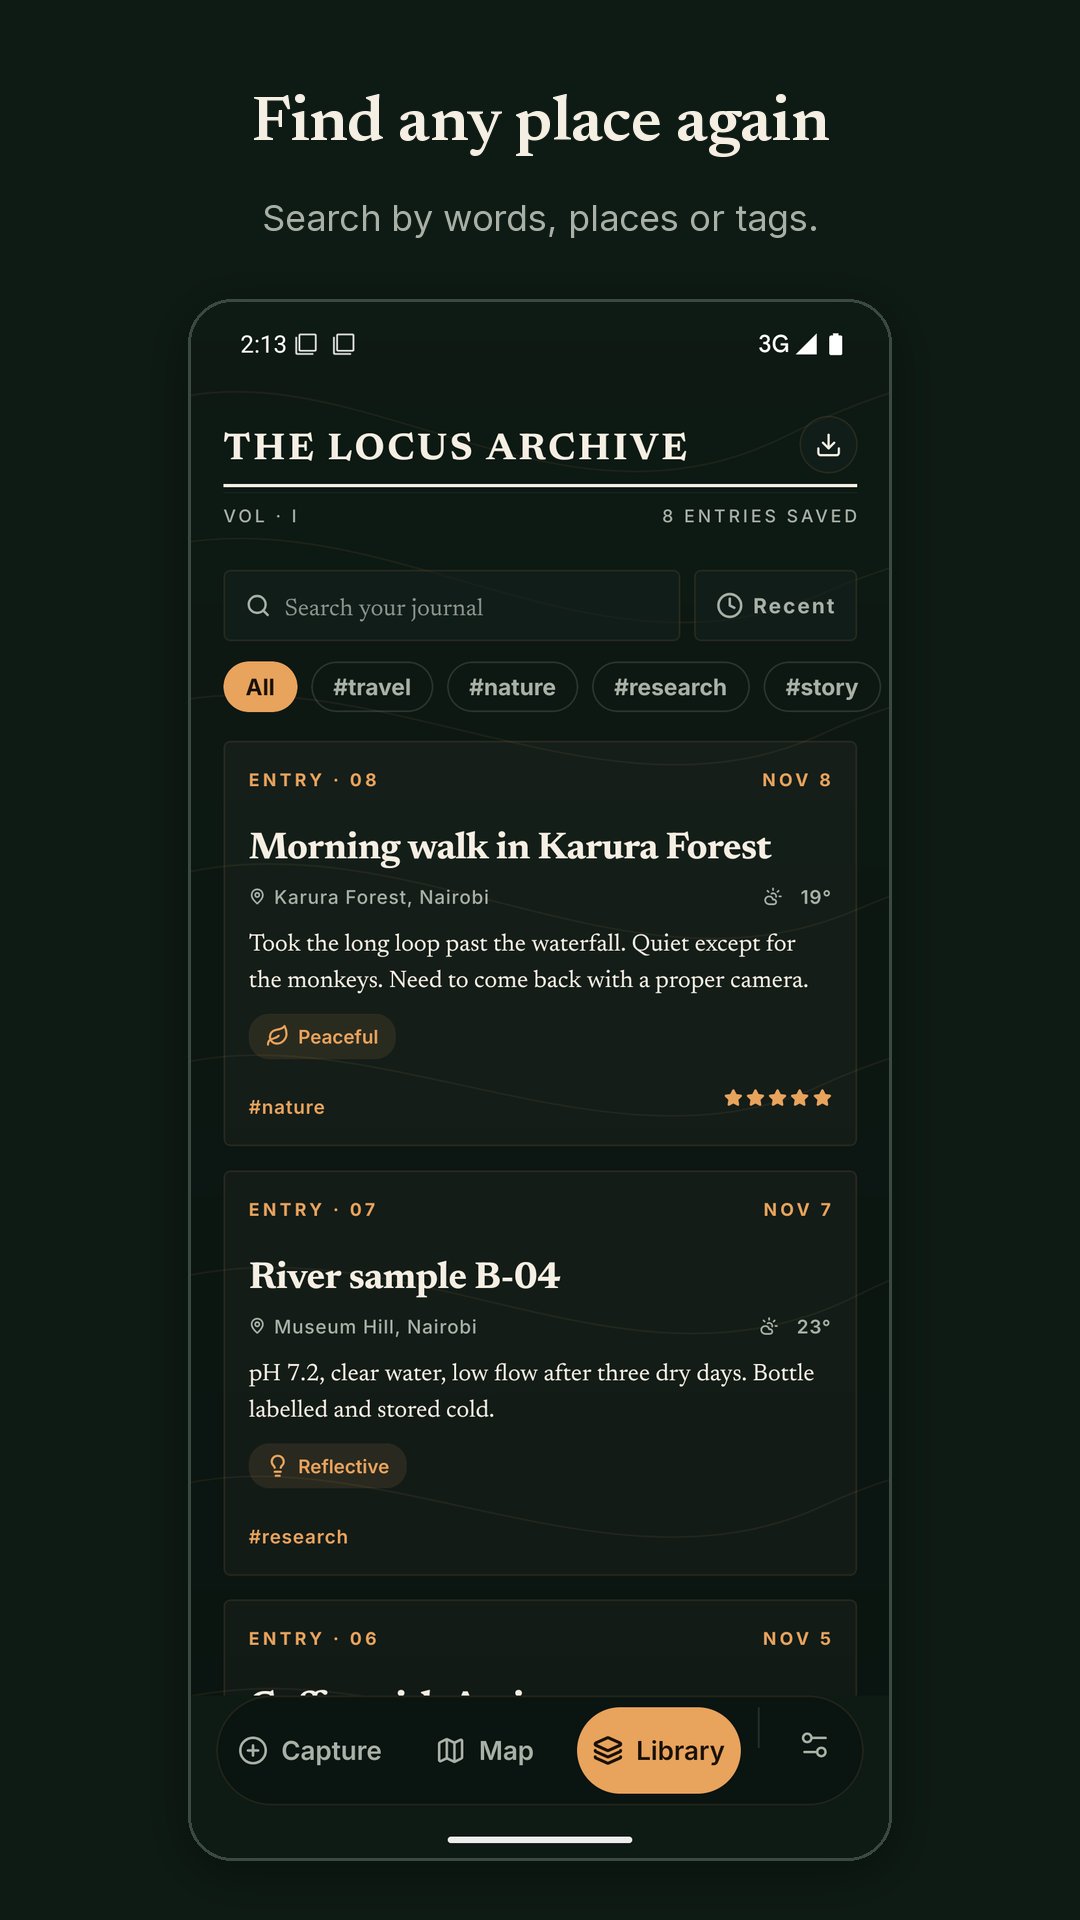 Find any place again
Search by words, places or tags.
2:13 3G
THE LOCUS ARCHIVE
VOL · I 8 ENTRIES SAVED
Search your journal Recent
All #travel #nature #research #story
ENTRY · 08 NOV 8
Morning walk in Karura Forest
Karura Forest, Nairobi 19°
Took the long loop past the waterfall. Quiet except for
the monkeys. Need to come back with a proper camera.
Peaceful
#nature
ENTRY · 07 NOV 7
River sample B-04
Museum Hill, Nairobi 23°
pH 7.2, clear water, low flow after three dry days. Bottle
labelled and stored cold.
Reflective
#research
ENTRY · 06 NOV 5
Capture Map Library